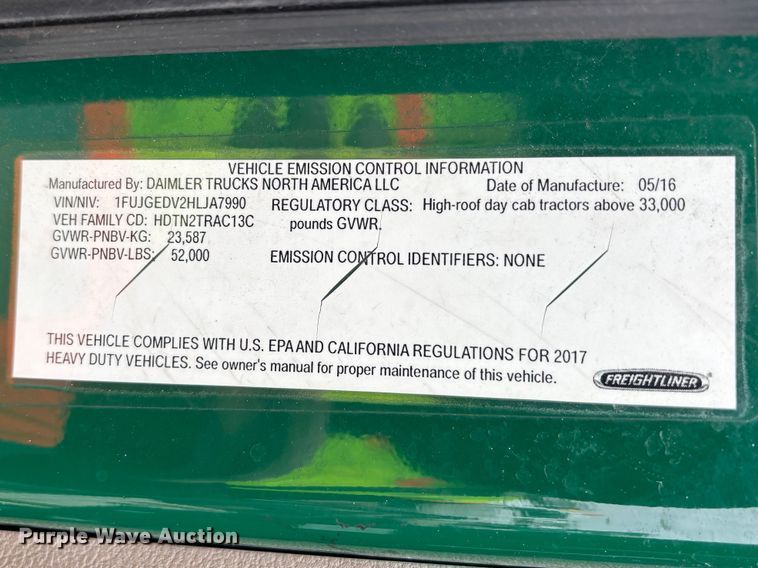 VEHICLE EMISSION CONTROL INFORMATION
Manufactured By: DAIMLER TRUCKS NORTH AMERICA LLC Date of Manufacture: 05/16
VIN/NIV: 1FUJGEDV2HLJA7990 REGULATORY CLASS: High-roof day cab tractors above 33,000
VEH FAMILY CD: HDTN2TRAC13C pounds GVWR.
GVWR-PNBV-KG: 23,587
GVWR-PNBV-LBS: 52,000 EMISSION CONTROL IDENTIFIERS: NONE
THIS VEHICLE COMPLIES WITH U.S. EPA AND CALIFORNIA REGULATIONS FOR 2017
HEAVY DUTY VEHICLES. See owner's manual for proper maintenance of this vehicle.
FREIGHTLINER
Purple Wave Auction